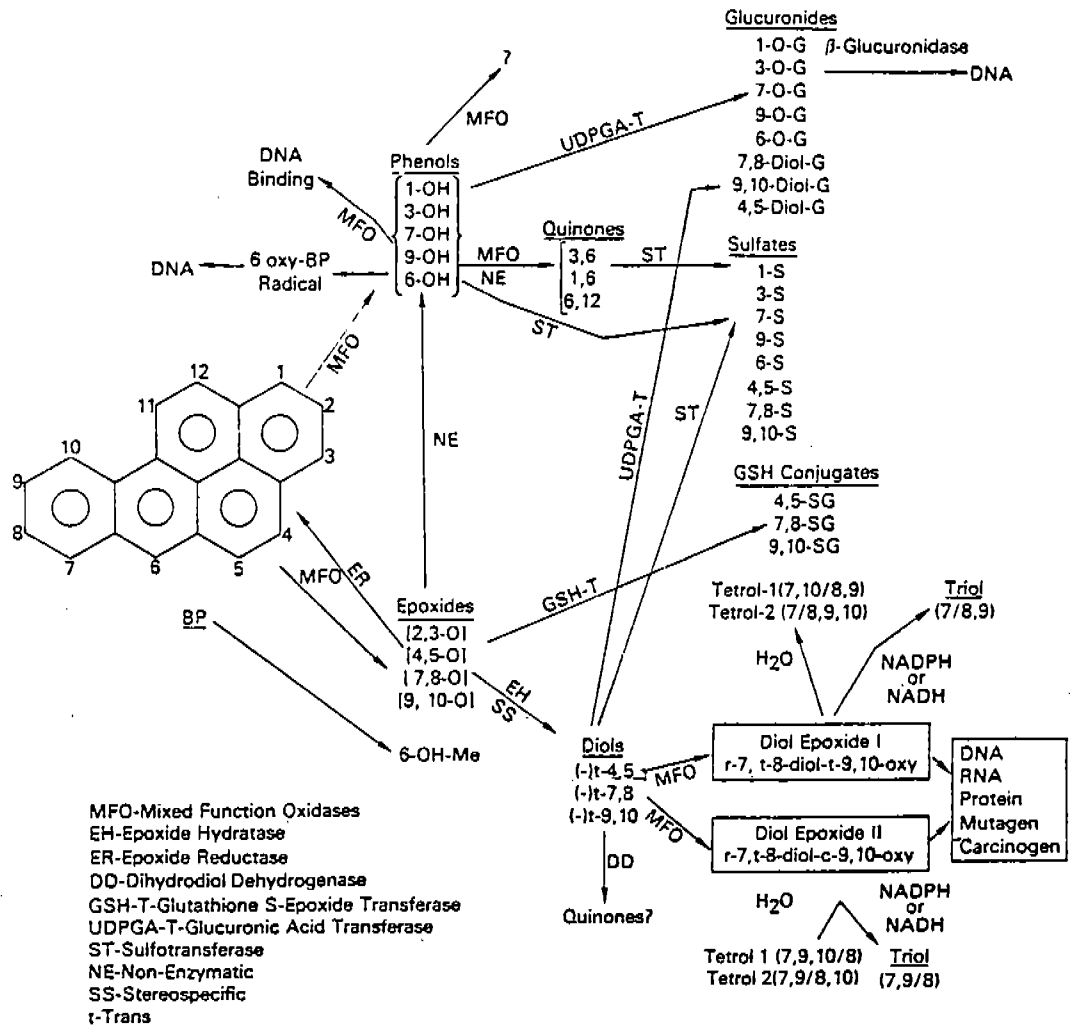 Glucuronides
1-O-G
3-O-G
7-O-G
9-O-G
6-O-G
7,8-Diol-G
9,10-Diol-G
4,5-Diol-G
β-Glucuronidase
DNA
?
MFO
UDPGA-T
DNA
Binding
MFO
Phenols
1-OH
3-OH
7-OH
9-OH
6-OH
DNA
6 oxy-BP
Radical
MFO
NE
Quinones
3,6
1,6
6,12
ST
ST
Sulfates
1-S
3-S
7-S
9-S
6-S
4,5-S
7,8-S
9,10-S
MFO
12
1
11
2
10
3
9
8
4
7
6
5
NE
UDPGA-T
ST
GSH Conjugates
4,5-SG
7,8-SG
9,10-SG
MFO
ER
GSH-T
BP
Epoxides
[2,3-O]
[4,5-O]
[7,8-O]
[9, 10-O]
EH
SS
6-OH-Me
Tetrol-1(7,10/8,9)
Tetrol-2 (7/8,9,10)
Triol
(7/8,9)
H2O
NADPH
or
NADH
Diols
(-)t-4,5
(-)t-7,8
(-)t-9,10
MFO
MFO
Diol Epoxide I
r-7, t-8-diol-t-9,10-oxy
Diol Epoxide II
r-7,t-8-diol-c-9,10-oxy
DNA
RNA
Protein
Mutagen
Carcinogen
DD
Quinones?
H2O
NADPH
or
NADH
Tetrol 1 (7,9,10/8)
Tetrol 2(7,9/8,10)
Triol
(7,9/8)
MFO-Mixed Function Oxidases
EH-Epoxide Hydratase
ER-Epoxide Reductase
DD-Dihydrodiol Dehydrogenase
GSH-T-Glutathione S-Epoxide Transferase
UDPGA-T-Glucuronic Acid Transferase
ST-Sulfotransferase
NE-Non-Enzymatic
SS-Stereospecific
t-Trans